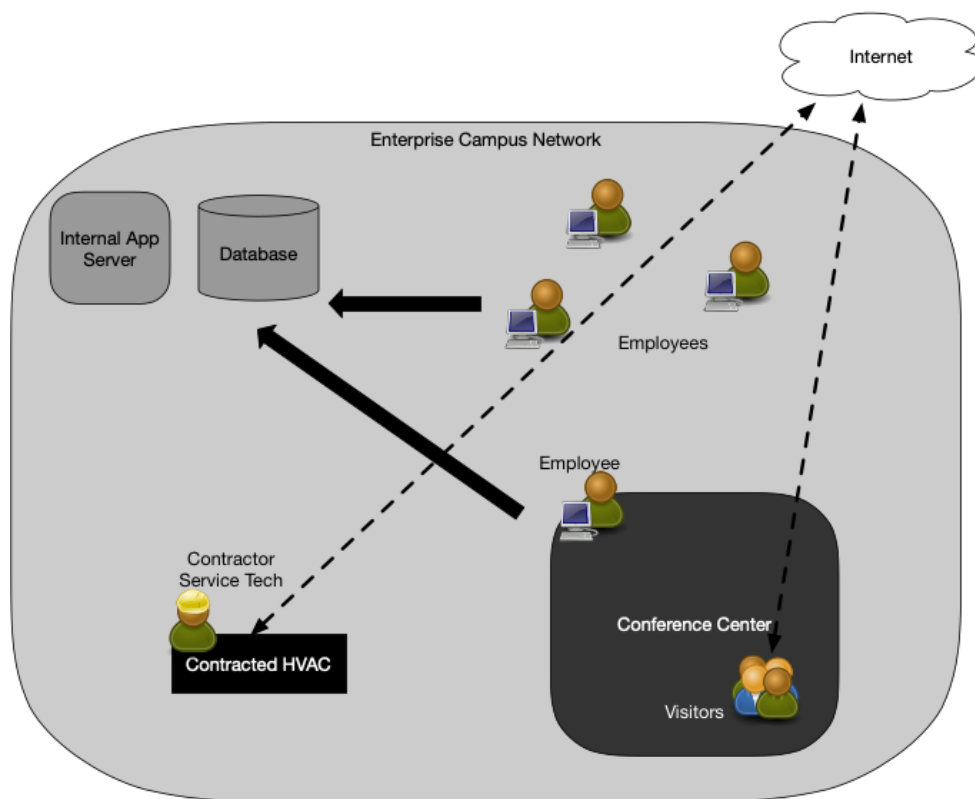 Internet
Enterprise Campus Network
Internal App
Server
Database
Employees
Employee
Contractor
Service Tech
Conference Center
Contracted HVAC
Visitors